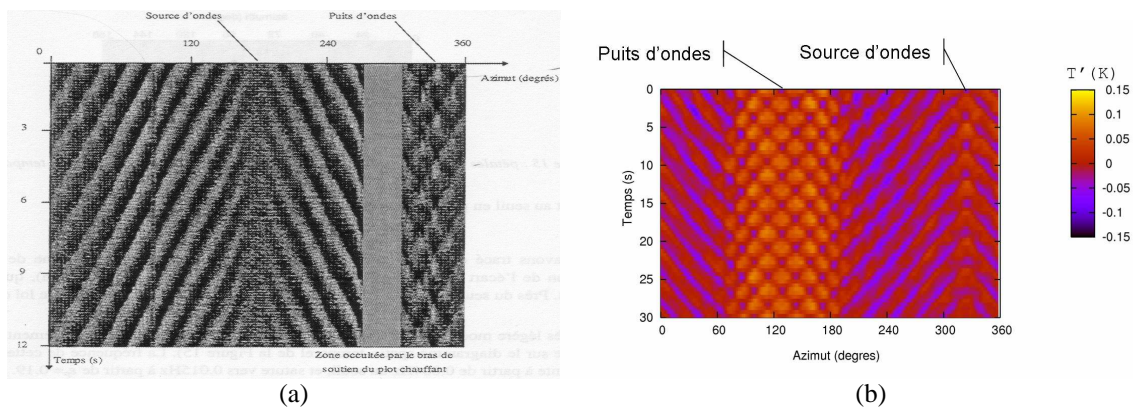 Source d'ondes
Puits d'ondes
0
120
240
360
Azimut (degrés)
3
6
9
12
Temps (s)
Zone occultée par le bras de
soutien du plot chauffant
(a)
Puits d'ondes
Source d'ondes
T'(K)
0
5
10
15
20
25
30
Temps (s)
0
60
120
180
240
300
360
Azimut (degres)
0.15
0.1
0.05
0
-0.05
-0.1
-0.15
(b)